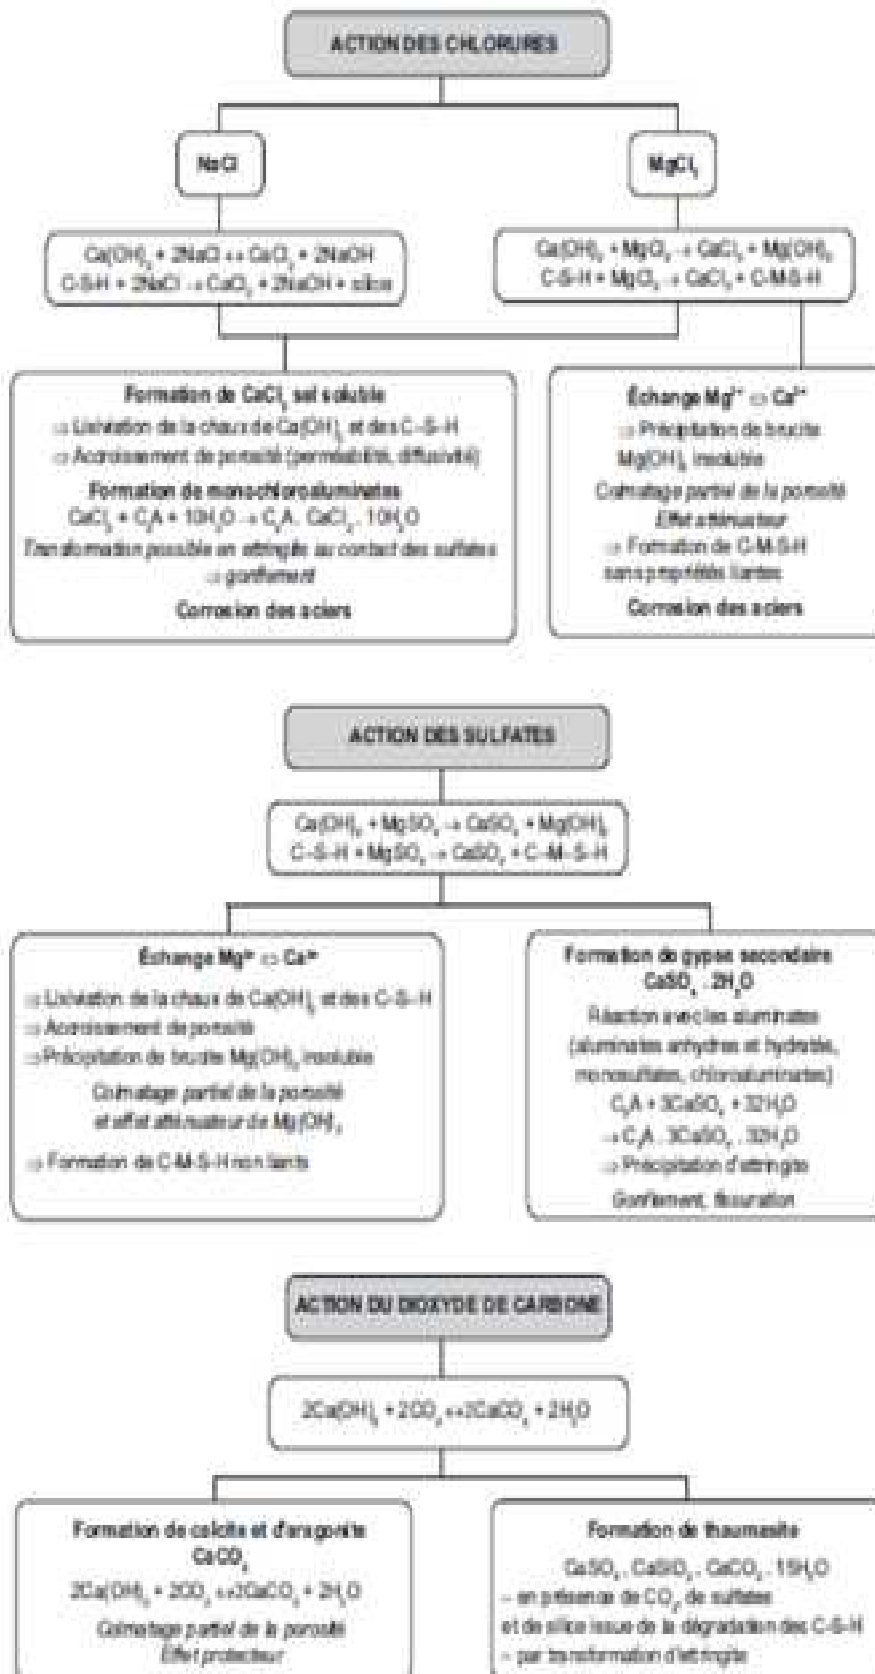 ACTION DES CHLORURES
NaCl
MgCl₂
Ca(OH)₂ + 2NaCl ↔ CaCl₂ + 2NaOH
C-S-H + 2NaCl → CaCl₂ + 2NaOH + silice
Ca(OH)₂ + MgCl₂ → CaCl₂ + Mg(OH)₂
C-S-H + MgCl₂ → CaCl₂ + C-M-S-H
Formation de CaCl₂ sel soluble
⇒ Lixiviation de la chaux de Ca(OH)₂ et des C-S-H
⇒ Accroissement de porosité (perméabilité, diffusivité)
Formation de monochloroaluminates
CaCl₂ + C₃A + 10H₂O → C₃A . CaCl₂ . 10H₂O
Transformation possible en ettringite au contact des sulfates
⇒ gonflement
Corrosion des aciers
Échange Mg²⁺ ⇔ Ca²⁺
⇒ Précipitation de brucite
Mg(OH)₂ insoluble
Colmatage partiel de la porosité
Effet atténuateur
⇒ Formation de C-M-S-H
sans propriétés liantes
Corrosion des aciers
ACTION DES SULFATES
Ca(OH)₂ + MgSO₄ → CaSO₄ + Mg(OH)₂
C-S-H + MgSO₄ → CaSO₄ + C-M-S-H
Échange Mg²⁺ ⇔ Ca²⁺
⇒ Lixiviation de la chaux de Ca(OH)₂ et des C-S-H
⇒ Accroissement de porosité
⇒ Précipitation de brucite Mg(OH)₂ insoluble
Colmatage partiel de la porosité
et effet atténuateur de Mg(OH)₂
⇒ Formation de C-M-S-H non liants
Formation de gypse secondaire
CaSO₄ . 2H₂O
Réaction avec les aluminates
(aluminates anhydres et hydratés,
monosulfates, chloroaluminates)
C₃A + 3CaSO₄ + 32H₂O
→ C₃A . 3CaSO₄ . 32H₂O
⇒ Précipitation d'ettringite
Gonflement, fissuration
ACTION DU DIOXYDE DE CARBONE
2Ca(OH)₂ + 2CO₂ ↔ 2CaCO₃ + 2H₂O
Formation de calcite et d'aragonite
CaCO₃
2Ca(OH)₂ + 2CO₂ ↔ 2CaCO₃ + 2H₂O
Colmatage partiel de la porosité
Effet protecteur
Formation de thaumasite
CaSO₄ . CaSiO₃ . CaCO₃ . 15H₂O
– en présence de CO₂, de sulfates
et de silice issue de la dégradation des C-S-H
– par transformation d'ettringite